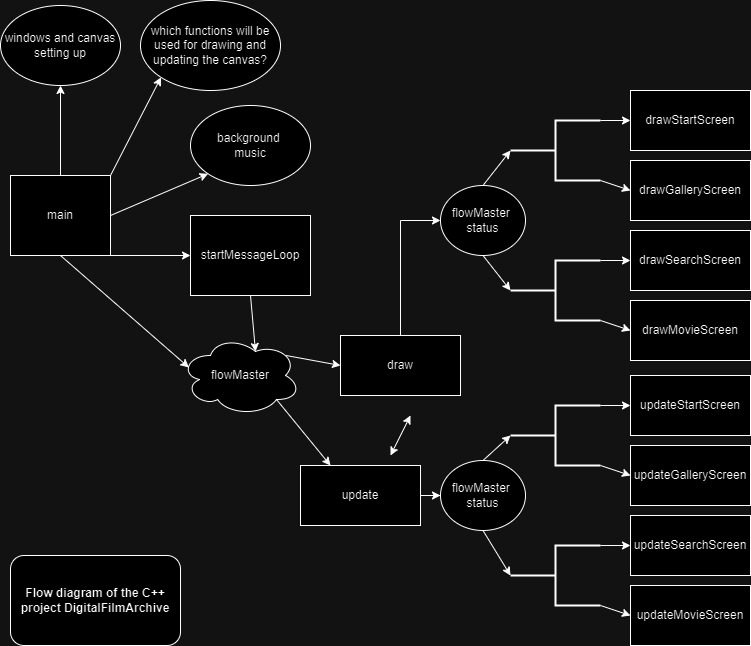 windows and canvas
setting up
which functions will be
used for drawing and
updating the canvas?
background
music
main
startMessageLoop
flowMaster
draw
update
flowMaster
status
drawStartScreen
drawGalleryScreen
drawSearchScreen
drawMovieScreen
flowMaster
status
updateStartScreen
updateGalleryScreen
updateSearchScreen
updateMovieScreen
Flow diagram of the C++
project DigitalFilmArchive